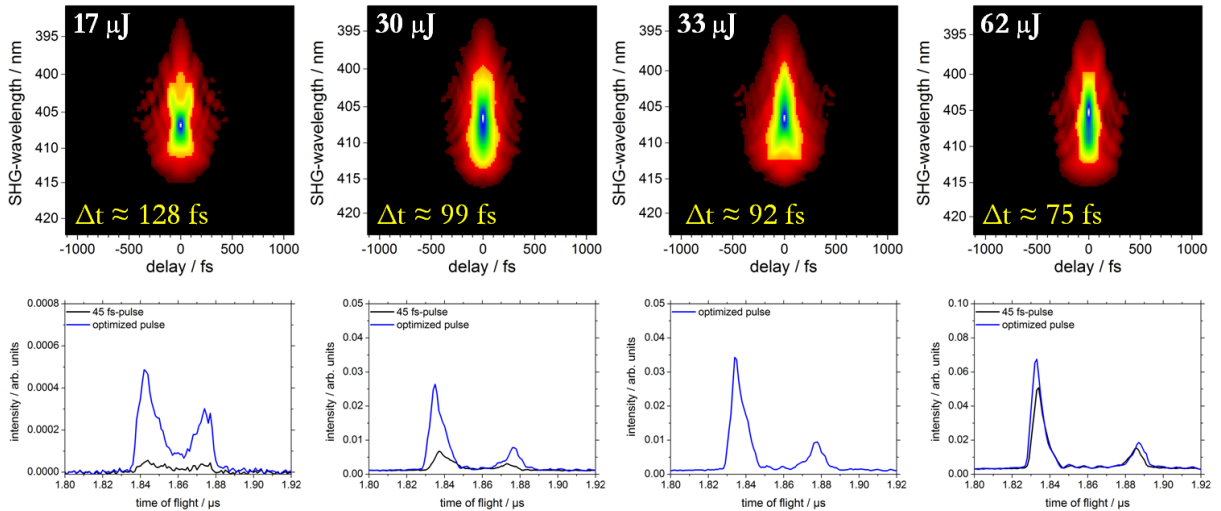 17 µJ
SHG-wavelength / nm
395
400
405
410
415
420
Δt ≈ 128 fs
-1000 -500 0 500 1000
delay / fs
30 µJ
SHG-wavelength / nm
395
400
405
410
415
420
Δt ≈ 99 fs
-1000 -500 0 500 1000
delay / fs
33 µJ
SHG-wavelength / nm
395
400
405
410
415
420
Δt ≈ 92 fs
-1000 -500 0 500 1000
delay / fs
62 µJ
SHG-wavelength / nm
395
400
405
410
415
420
Δt ≈ 75 fs
-1000 -500 0 500 1000
delay / fs
intensity / arb. units
0.0008
0.0006
0.0004
0.0002
0.0000
45 fs-pulse
optimized pulse
1.80 1.82 1.84 1.86 1.88 1.90 1.92
time of flight / µs
intensity / arb. units
0.05
0.04
0.03
0.02
0.01
0.00
45 fs-pulse
optimized pulse
1.80 1.82 1.84 1.86 1.88 1.90 1.92
time of flight / µs
intensity / arb. units
0.05
0.04
0.03
0.02
0.01
0.00
optimized pulse
1.80 1.82 1.84 1.86 1.88 1.90 1.92
time of flight / µs
intensity / arb. units
0.10
0.08
0.06
0.04
0.02
0.00
45 fs-pulse
optimized pulse
1.80 1.82 1.84 1.86 1.88 1.90 1.92
time of flight / µs